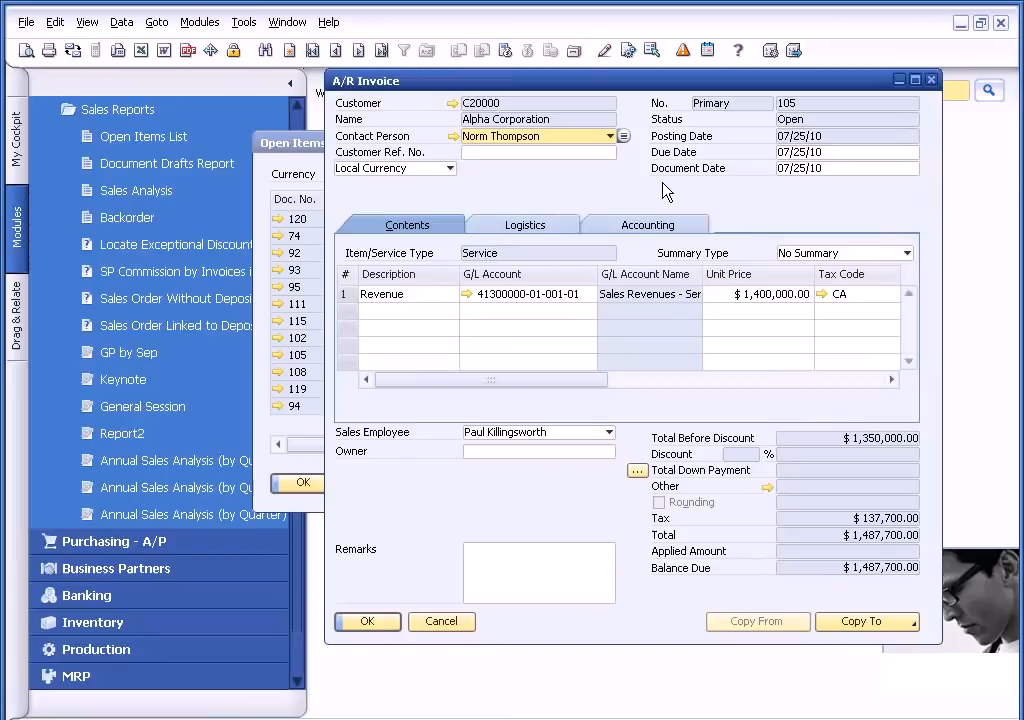 File Edit View Data Goto Modules Tools Window Help
My Cockpit
Modules
Drag & Relate
Sales Reports
Open Items List
Document Drafts Report
Sales Analysis
Backorder
Locate Exceptional Discount
SP Commission by Invoices i
Sales Order Without Deposi
Sales Order Linked to Depo
GP by Sep
Keynote
General Session
Report2
Annual Sales Analysis (by Qu
Annual Sales Analysis (by Qu
Annual Sales Analysis (by Quarter)
Purchasing - A/P
Business Partners
Banking
Inventory
Production
MRP
Open Items
Currency
Doc. No.
120
74
92
93
95
111
115
102
105
108
119
94
OK
A/R Invoice
Customer C20000 No. Primary 105
Name Alpha Corporation Status Open
Contact Person Norm Thompson Posting Date 07/25/10
Customer Ref. No. Due Date 07/25/10
Local Currency Document Date 07/25/10
Contents Logistics Accounting
Item/Service Type Service Summary Type No Summary
# Description G/L Account G/L Account Name Unit Price Tax Code
1 Revenue 41300000-01-001-01 Sales Revenues - Ser $ 1,400,000.00 CA
Sales Employee Paul Killingsworth Total Before Discount $ 1,350,000.00
Owner Discount %
... Total Down Payment
Other
Rounding
Tax $ 137,700.00
Total $ 1,487,700.00
Remarks Applied Amount
Balance Due $ 1,487,700.00
OK Cancel Copy From Copy To